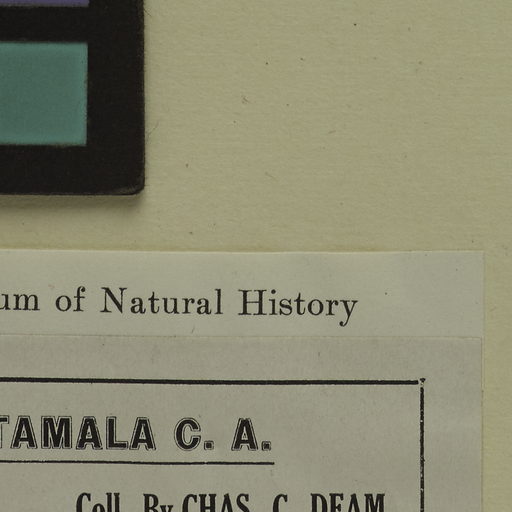 um of Natural History
TAMALA C. A.
Coll. By CHAS. C. DEAM